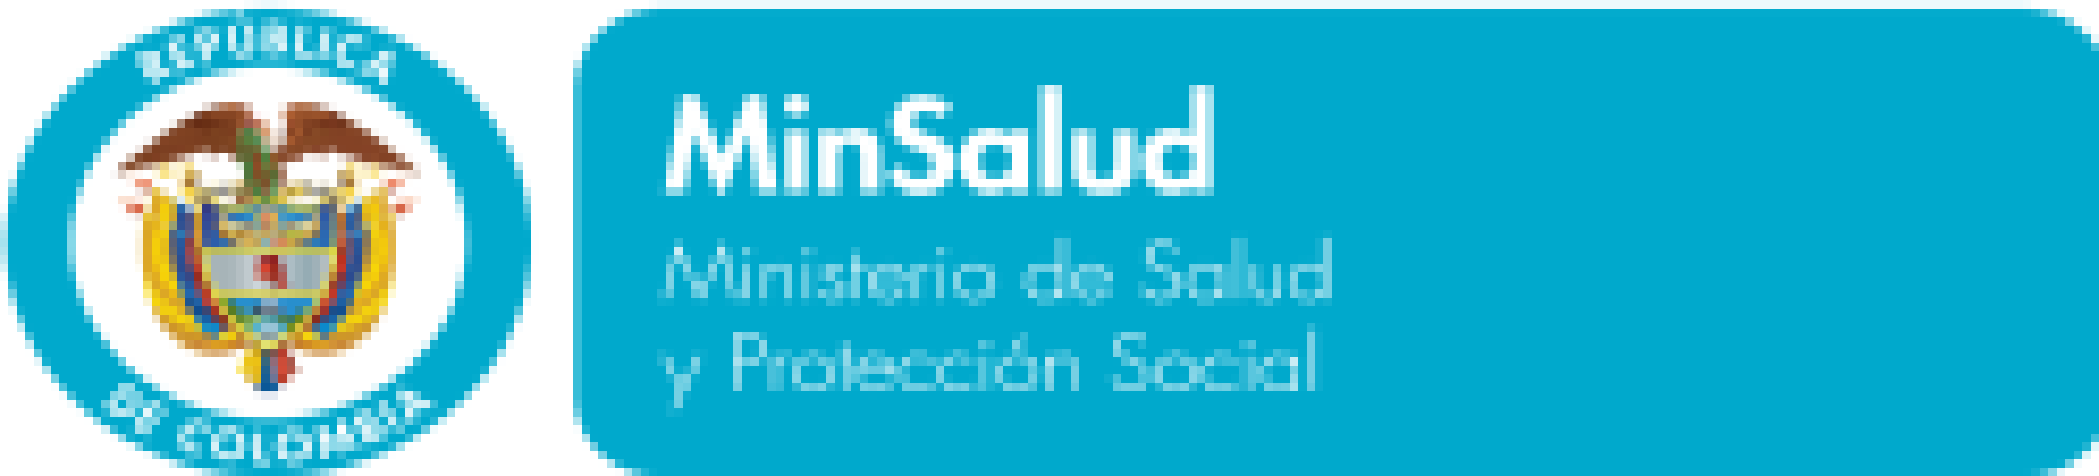 REPÚBLICA
DE COLOMBIA
MinSalud
Ministerio de Salud
y Protección Social